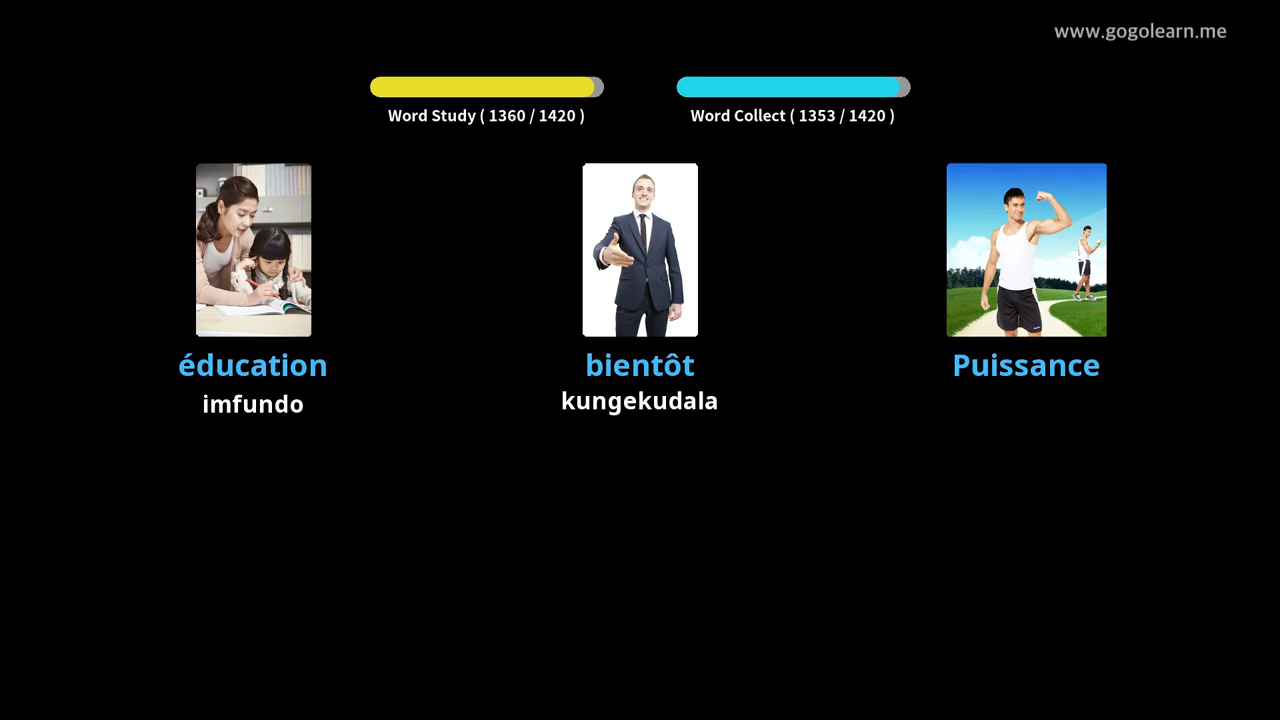 www.gogolearn.me
Word Study ( 1360 / 1420 )
Word Collect ( 1353 / 1420 )
éducation
imfundo
bientôt
kungekudala
Puissance